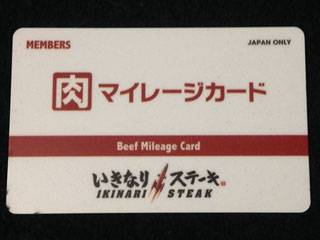 MEMBERS JAPAN ONLY
肉 マイレージカード
Beef Mileage Card
いきなりステーキ
IKINARI STEAK